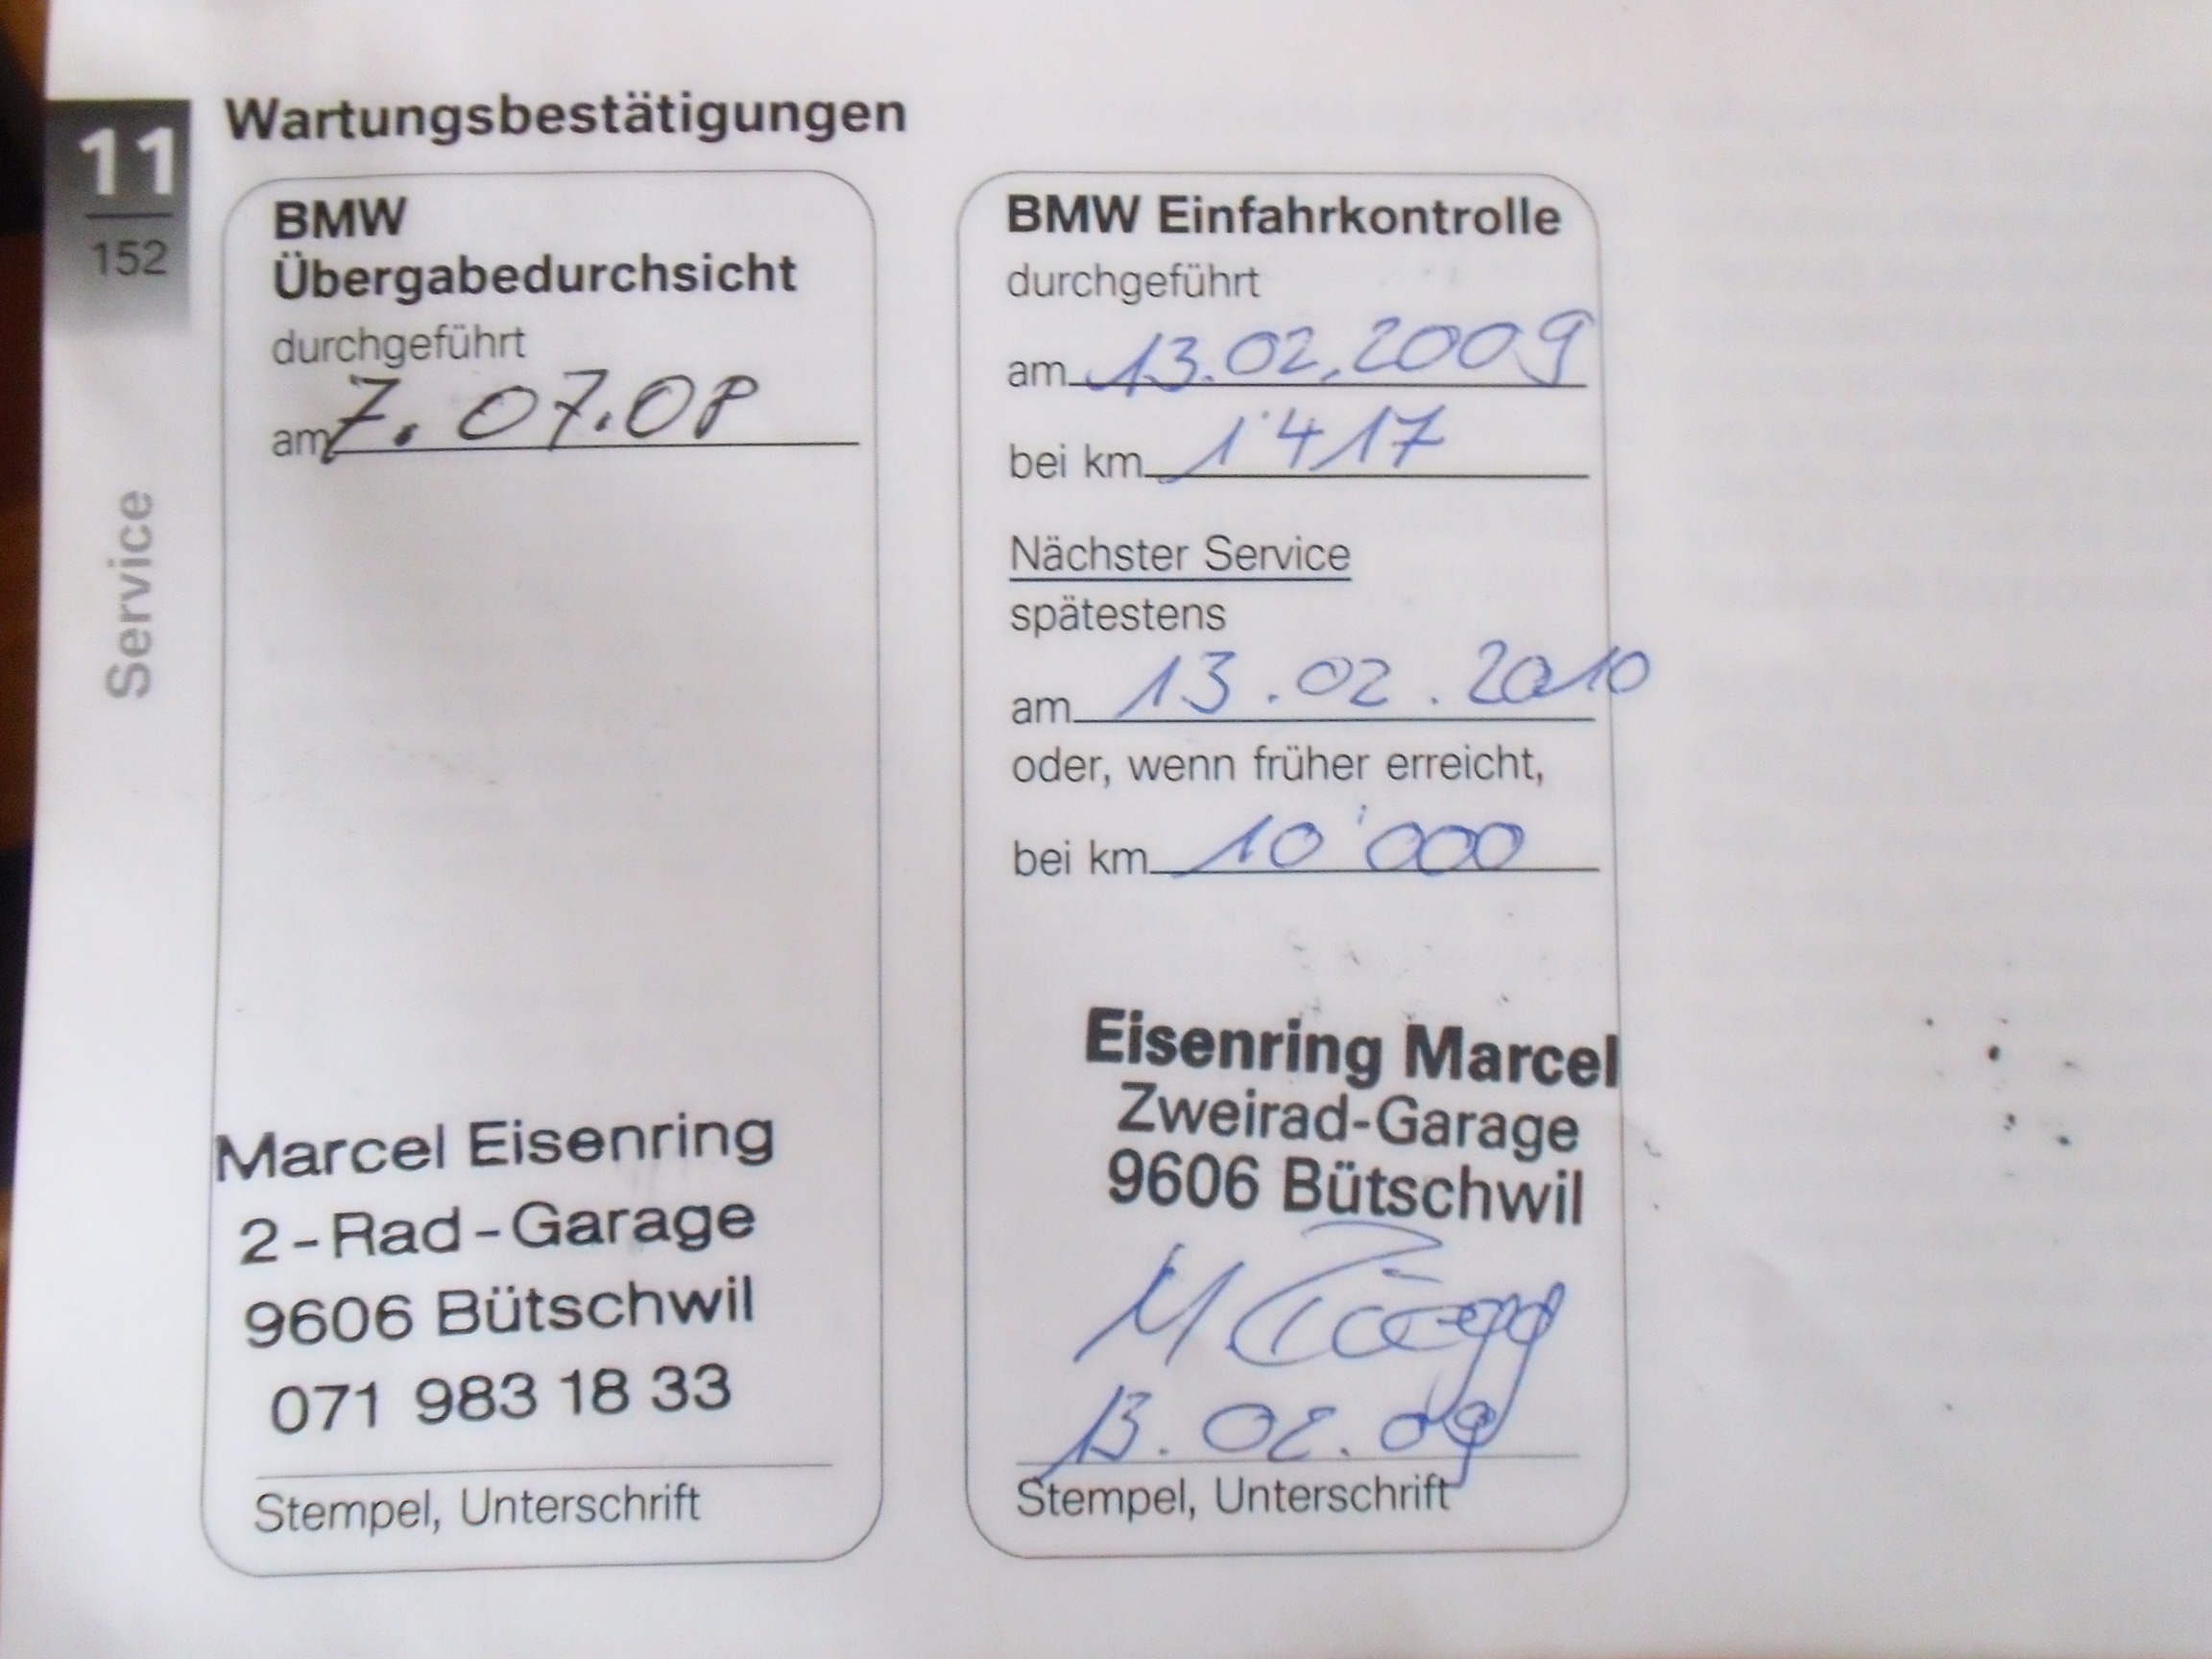 Wartungsbestätigungen
11
152
Service
BMW
Übergabedurchsicht
durchgeführt
am 7.07.08
Marcel Eisenring
2-Rad-Garage
9606 Bütschwil
071 983 18 33
Stempel, Unterschrift
BMW Einfahrkontrolle
durchgeführt
am 13.02.2009
bei km 1'417
Nächster Service
spätestens
am 13.02.2010
oder, wenn früher erreicht,
bei km 10'000
Eisenring Marcel
Zweirad-Garage
9606 Bütschwil
13.02.09
Stempel, Unterschrift